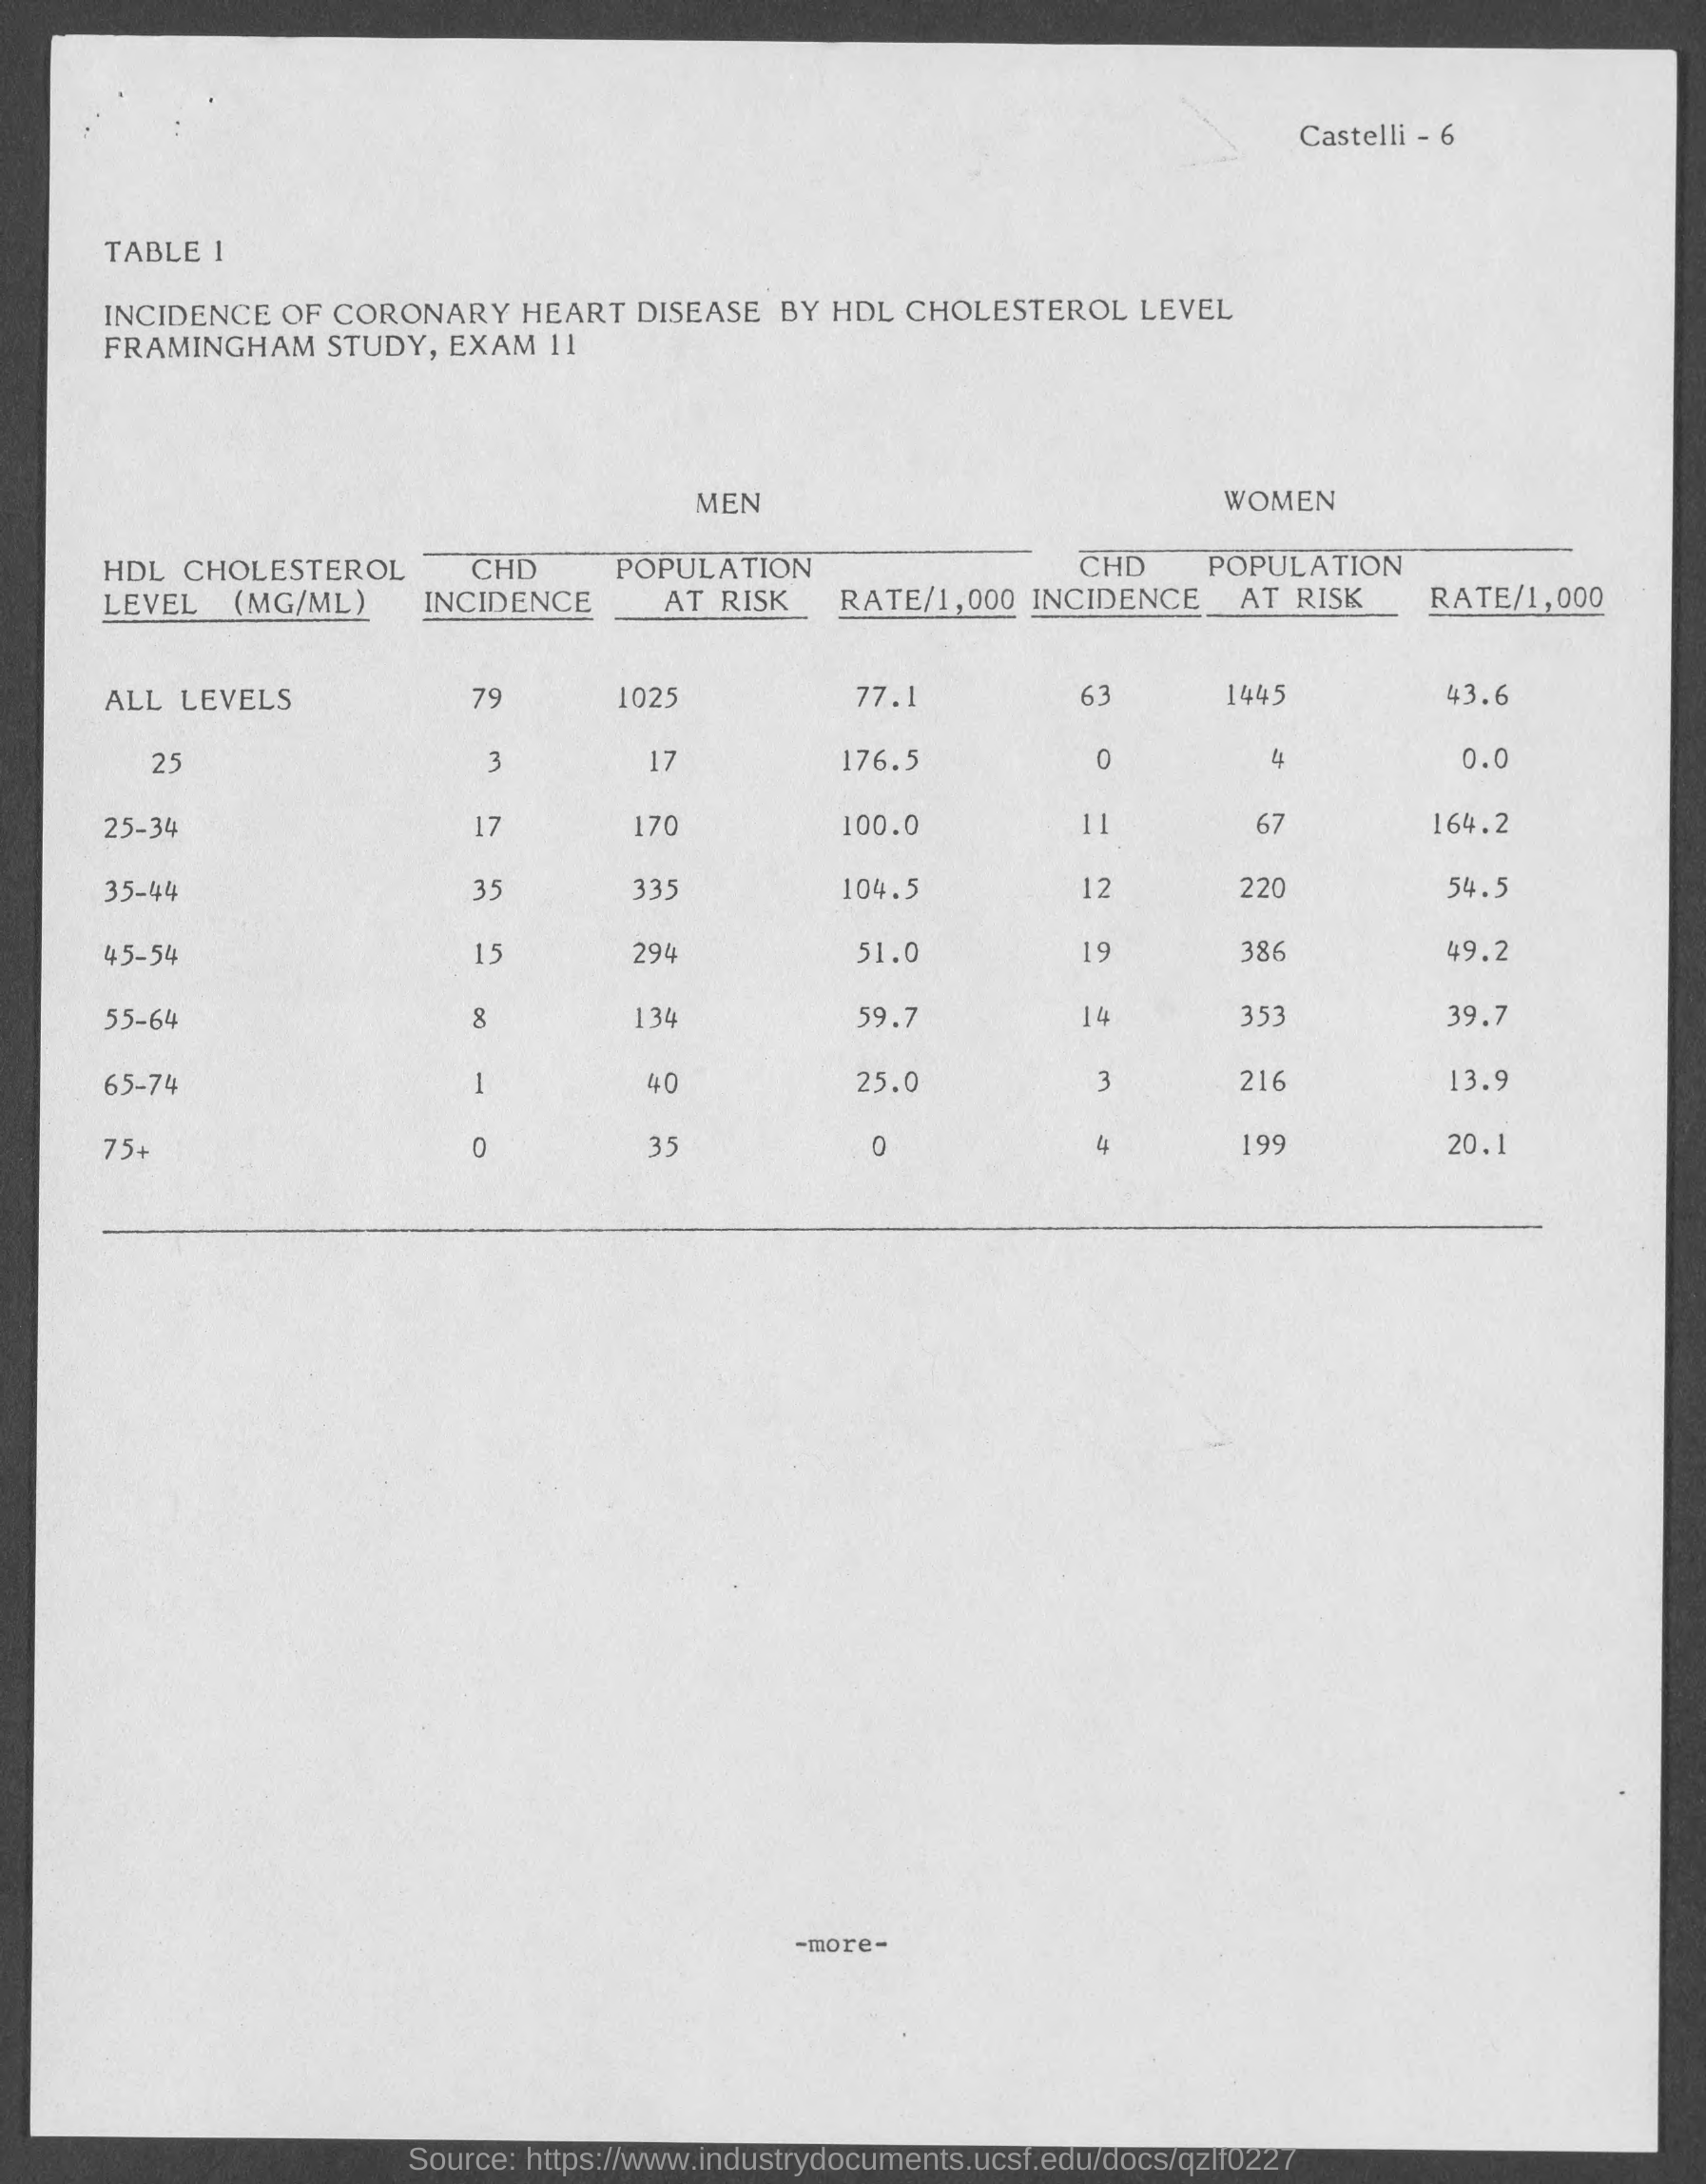 Castelli - 6
TABLE 1
INCIDENCE OF CORONARY HEART DISEASE BY HDL CHOLESTEROL LEVEL
FRAMINGHAM STUDY, EXAM 11
MEN WOMEN
HDL CHOLESTEROL CHD POPULATION CHD POPULATION
LEVEL (MG/ML) INCIDENCE AT RISK RATE/1,000 INCIDENCE AT RISK RATE/1,000
ALL LEVELS 79 1025 77.1 63 1445 43.6
25 3 17 176.5 0 4 0.0
25-34 17 170 100.0 11 67 164.2
35-44 35 335 104.5 12 220 54.5
45-54 15 294 51.0 19 386 49.2
55-64 8 134 59.7 14 353 39.7
65-74 1 40 25.0 3 216 13.9
75+ 0 35 0 4 199 20.1
-more-
Source: https://www.industrydocuments.ucsf.edu/docs/qzlf0227